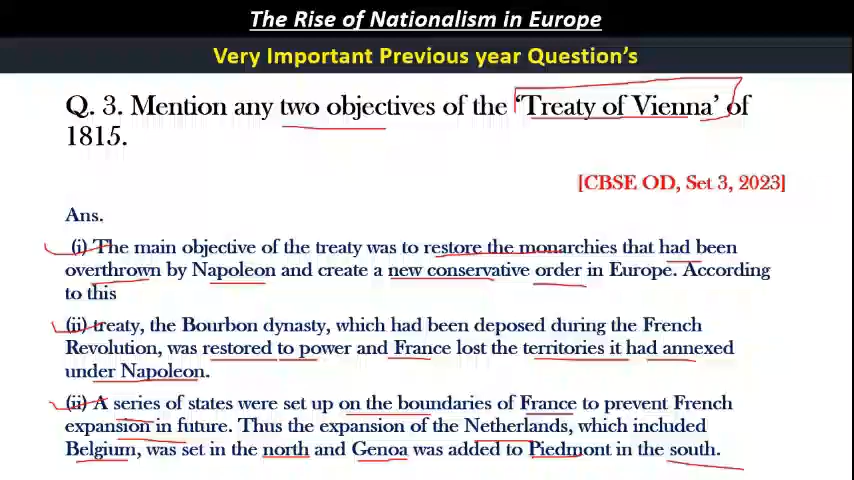 The Rise of Nationalism in Europe
Very Important Previous year Question's
Q. 3. Mention any two objectives of the 'Treaty of Vienna' of
1815.
[CBSE OD, Set 3, 2023]
Ans.
(i) The main objective of the treaty was to restore the monarchies that had been
overthrown by Napoleon and create a new conservative order in Europe. According
to this
(ii) treaty, the Bourbon dynasty, which had been deposed during the French
Revolution, was restored to power and France lost the territories it had annexed
under Napoleon.
(ii) A series of states were set up on the boundaries of France to prevent French
expansion in future. Thus the expansion of the Netherlands, which included
Belgium, was set in the north and Genoa was added to Piedmont in the south.